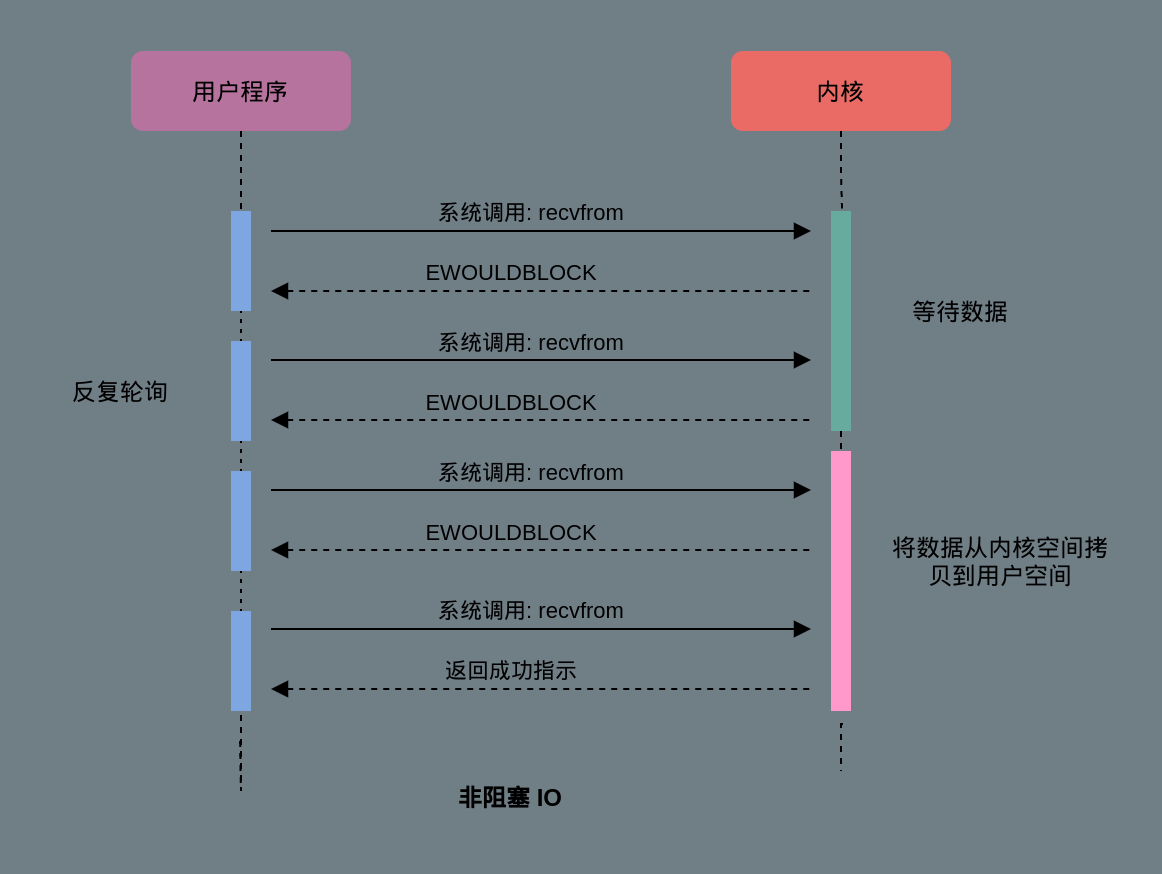 用户程序
内核
系统调用: recvfrom
EWOULDBLOCK
等待数据
系统调用: recvfrom
反复轮询
EWOULDBLOCK
系统调用: recvfrom
EWOULDBLOCK
将数据从内核空间拷
贝到用户空间
系统调用: recvfrom
返回成功指示
非阻塞 IO